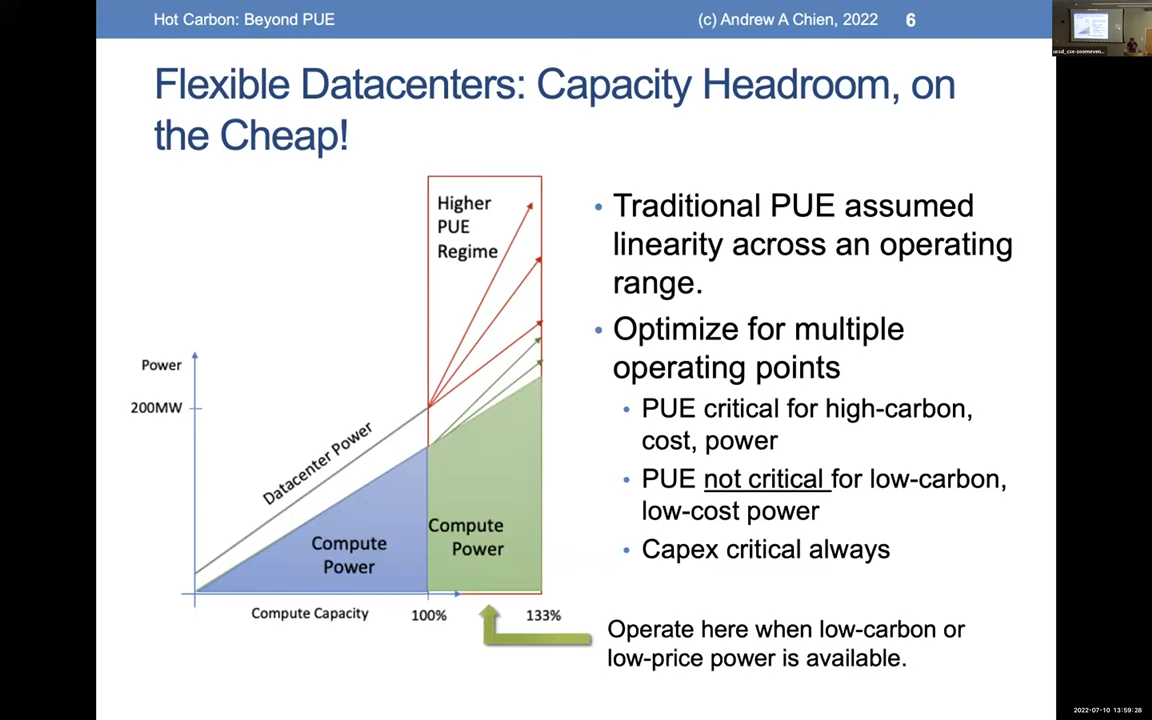 Hot Carbon: Beyond PUE
(c) Andrew A Chien, 2022
6
Flexible Datacenters: Capacity Headroom, on
the Cheap!
Higher
PUE
Regime
Power
200MW
Datacenter Power
Compute
Power
Compute
Power
Compute Capacity
100%
133%
• Traditional PUE assumed
linearity across an operating
range.
• Optimize for multiple
operating points
• PUE critical for high-carbon,
cost, power
• PUE not critical for low-carbon,
low-cost power
• Capex critical always
Operate here when low-carbon or
low-price power is available.
2022-07-10 13:59:28